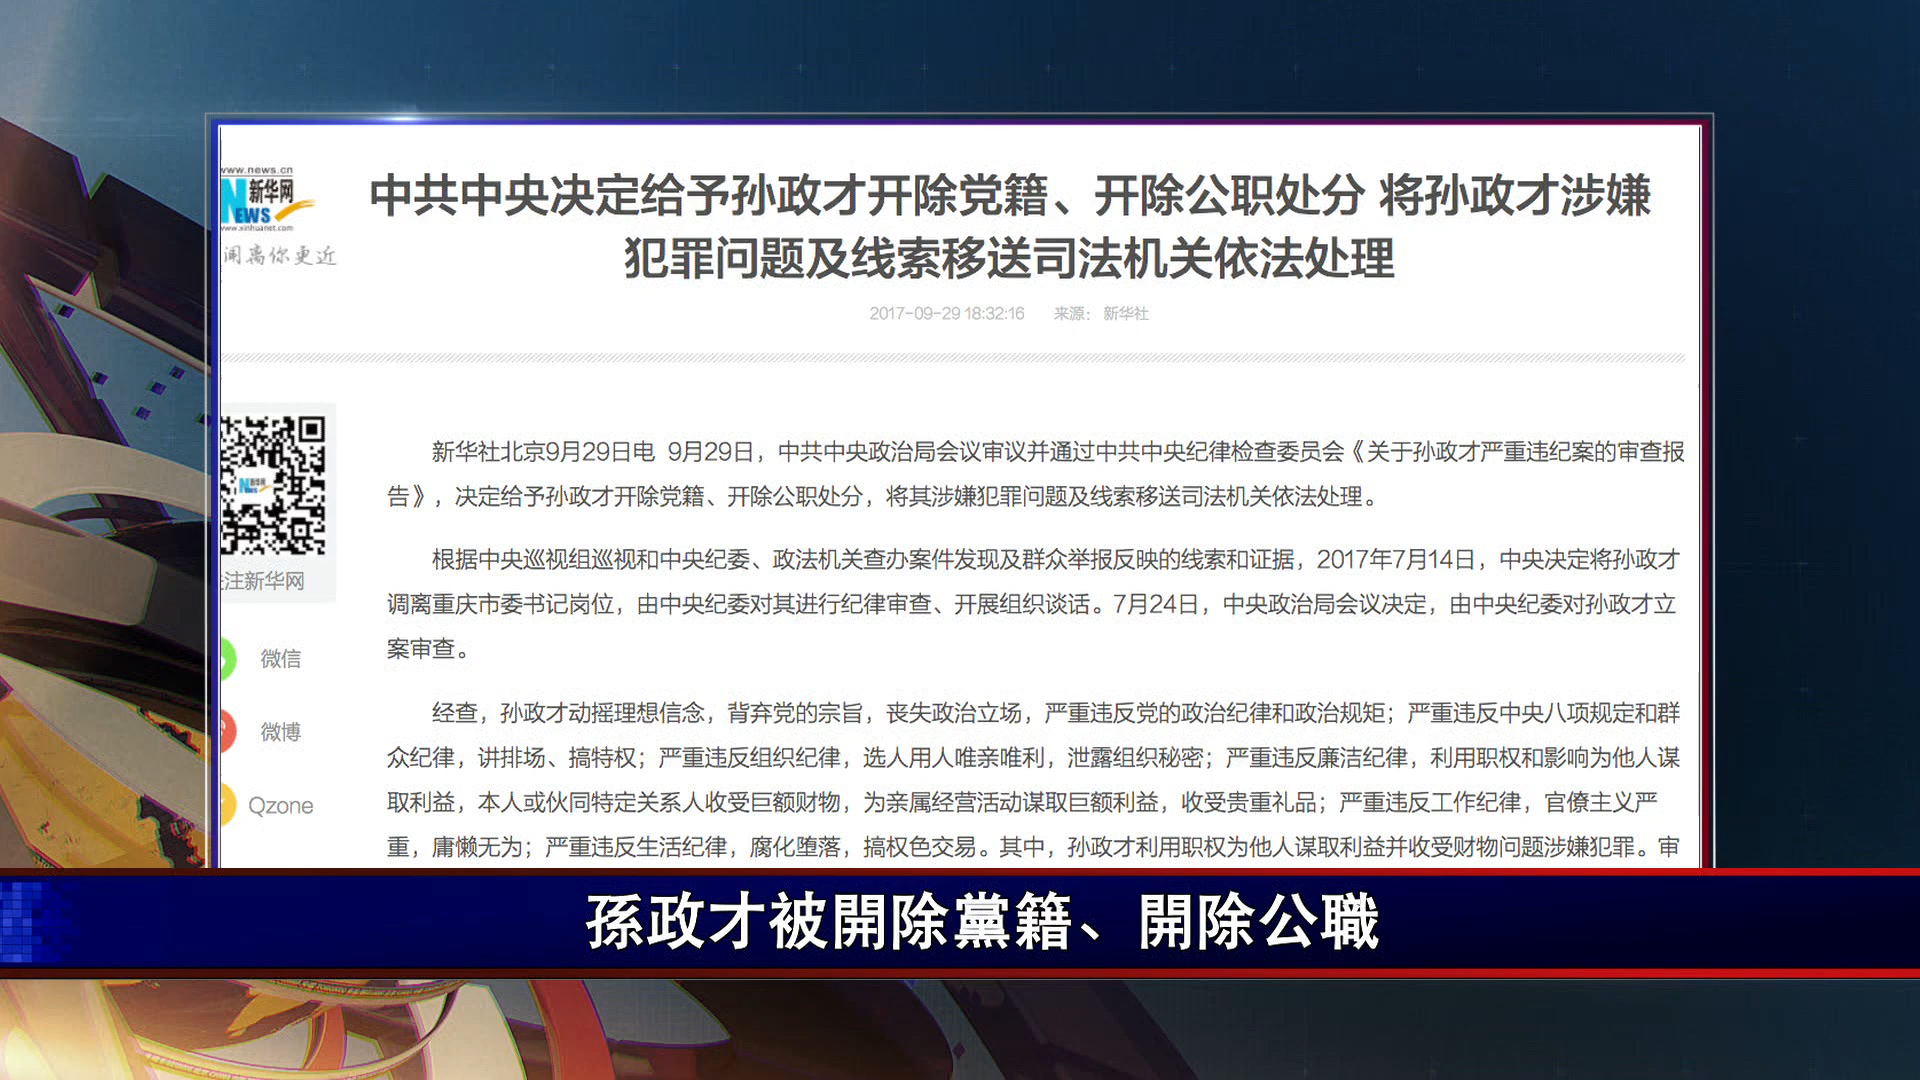 www.news.cn
新华网
NEWS
www.xinhuanet.com
闻离你更近
中共中央决定给予孙政才开除党籍、开除公职处分 将孙政才涉嫌
犯罪问题及线索移送司法机关依法处理
2017-09-29 18:32:16 来源： 新华社
新华社北京9月29日电 9月29日，中共中央政治局会议审议并通过中共中央纪律检查委员会《关于孙政才严重违纪案的审查报
告》，决定给予孙政才开除党籍、开除公职处分，将其涉嫌犯罪问题及线索移送司法机关依法处理。
根据中央巡视组巡视和中央纪委、政法机关查办案件发现及群众举报反映的线索和证据，2017年7月14日，中央决定将孙政才
调离重庆市委书记岗位，由中央纪委对其进行纪律审查、开展组织谈话。7月24日，中央政治局会议决定，由中央纪委对孙政才立
案审查。
经查，孙政才动摇理想信念，背弃党的宗旨，丧失政治立场，严重违反党的政治纪律和政治规矩；严重违反中央八项规定和群
众纪律，讲排场、搞特权；严重违反组织纪律，选人用人唯亲唯利，泄露组织秘密；严重违反廉洁纪律，利用职权和影响为他人谋
取利益，本人或伙同特定关系人收受巨额财物，为亲属经营活动谋取巨额利益，收受贵重礼品；严重违反工作纪律，官僚主义严
重，庸懒无为；严重违反生活纪律，腐化堕落，搞权色交易。其中，孙政才利用职权为他人谋取利益并收受财物问题涉嫌犯罪。审
注新华网
微信
微博
Qzone
孫政才被開除黨籍、開除公職